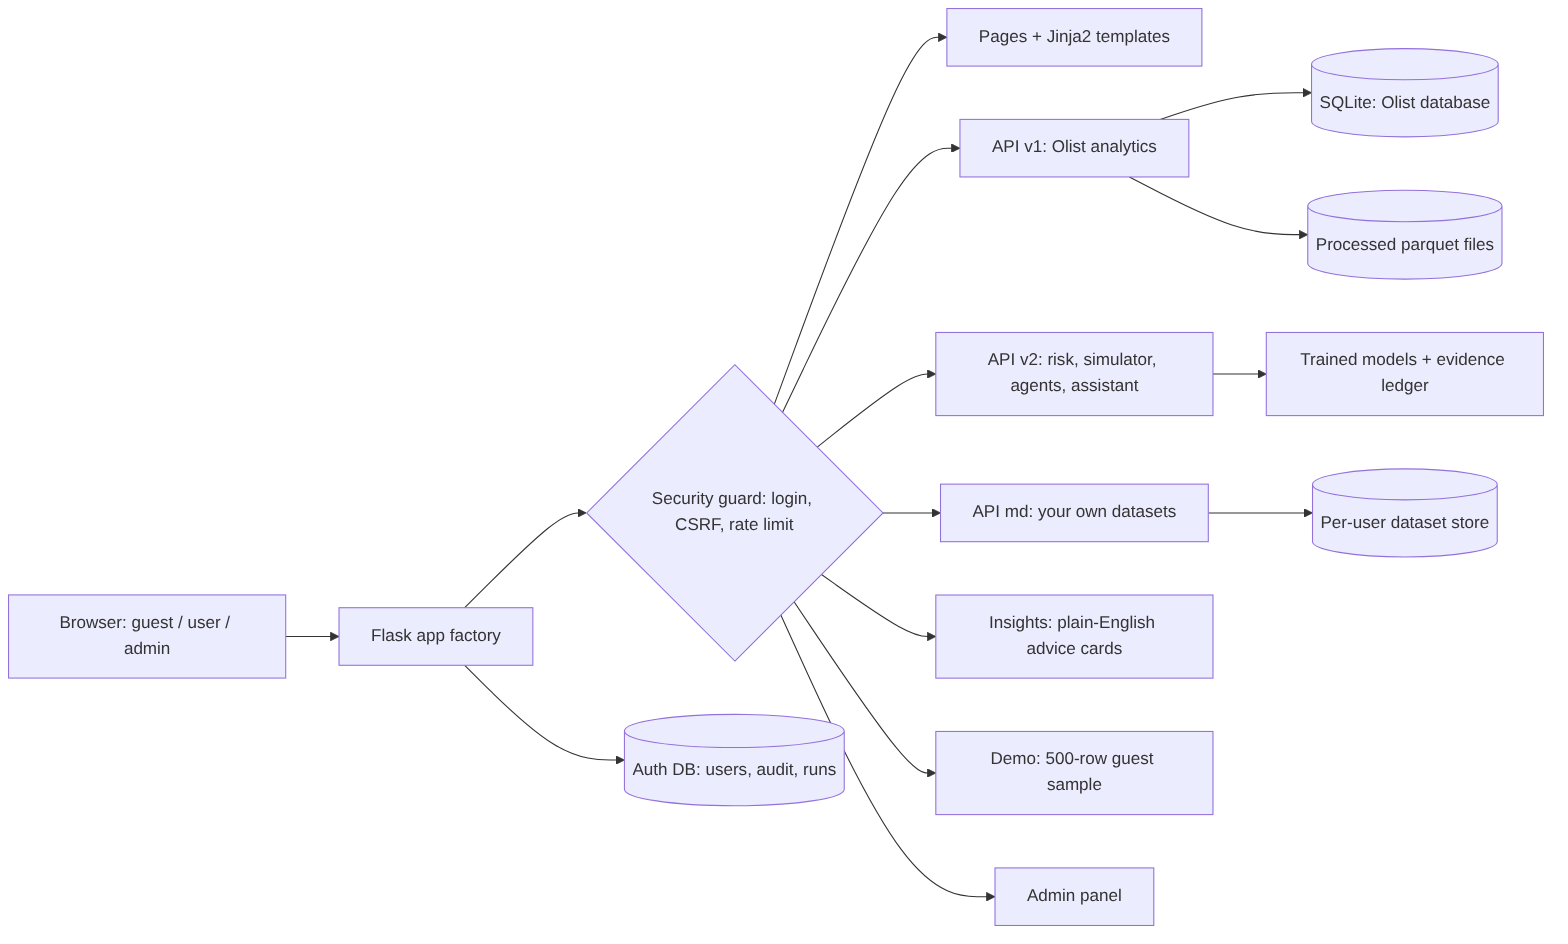 Pages + Jinja2 templates
SQLite: Olist database
API v1: Olist analytics
Processed parquet files
API v2: risk, simulator,
agents, assistant
Trained models + evidence
ledger
Security guard: login,
CSRF, rate limit
API md: your own datasets
Per-user dataset store
Browser: guest / user /
admin
Flask app factory
Insights: plain-English
advice cards
Auth DB: users, audit, runs
Demo: 500-row guest
sample
Admin panel